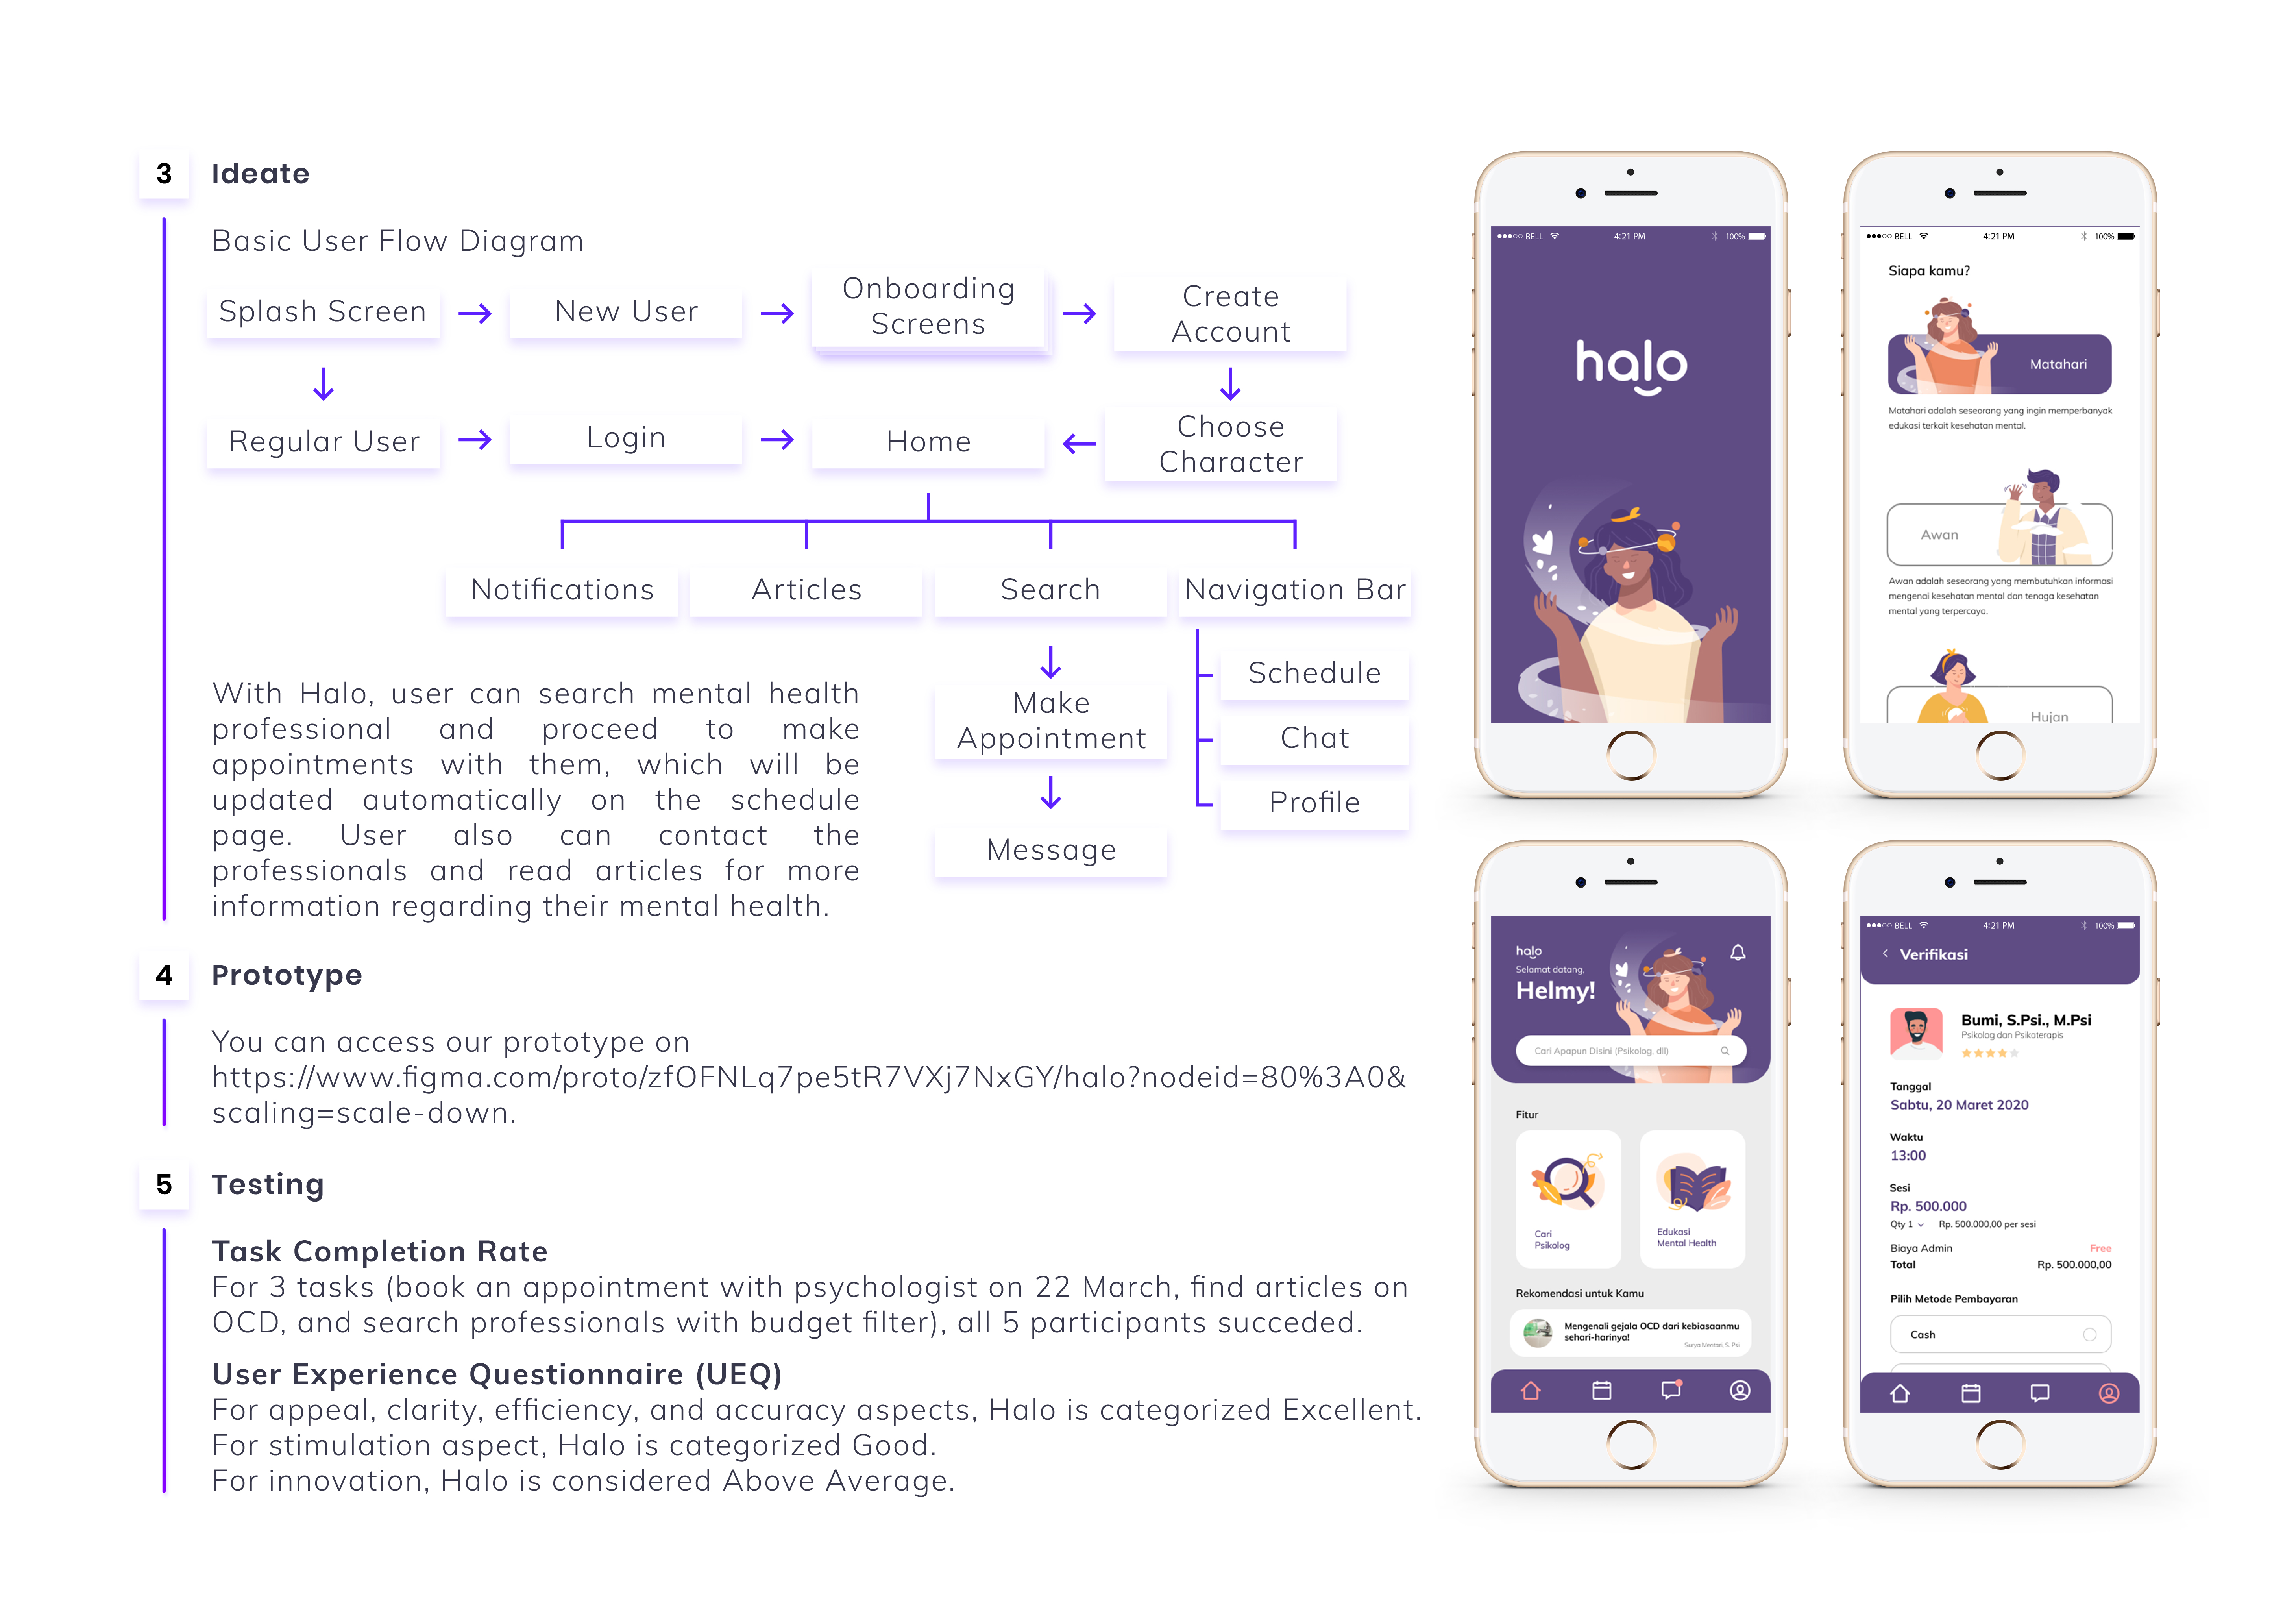 3
Ideate
Basic User Flow Diagram
Splash Screen
New User
Onboarding
Screens
Create
Account
Regular User
Login
Home
Choose
Character
Notifications
Articles
Search
Navigation Bar
Make
Appointment
Message
Schedule
Chat
Profile
With Halo, user can search mental health
professional and proceed to make
appointments with them, which will be
updated automatically on the schedule
page. User also can contact the
professionals and read articles for more
information regarding their mental health.
4
Prototype
You can access our prototype on
https://www.figma.com/proto/zfOFNLq7pe5tR7VXj7NxGY/halo?nodeid=80%3A0&
scaling=scale-down.
5
Testing
Task Completion Rate
For 3 tasks (book an appointment with psychologist on 22 March, find articles on
OCD, and search professionals with budget filter), all 5 participants succeded.
User Experience Questionnaire (UEQ)
For appeal, clarity, efficiency, and accuracy aspects, Halo is categorized Excellent.
For stimulation aspect, Halo is categorized Good.
For innovation, Halo is considered Above Average.
BELL 4:21 PM 100%
halo
BELL 4:21 PM 100%
Siapa kamu?
Matahari
Matahari adalah seseorang yang ingin memperbanyak
edukasi terkait kesehatan mental.
Awan
Awan adalah seseorang yang membutuhkan informasi
mengenai kesehatan mental dan tenaga kesehatan
mental yang terpercaya.
Hujan
halo
Selamat datang,
Helmy!
Cari Apapun Disini (Psikolog, dll)
Fitur
Cari
Psikolog
Edukasi
Mental Health
Rekomendasi untuk Kamu
Mengenali gejala OCD dari kebiasaanmu
sehari-harinya!
Surya Mentari, S. Psi
BELL 4:21 PM 100%
Verifikasi
Bumi, S.Psi., M.Psi
Psikolog dan Psikoterapis
Tanggal
Sabtu, 20 Maret 2020
Waktu
13:00
Sesi
Rp. 500.000
Qty 1 Rp. 500.000,00 per sesi
Biaya Admin Free
Total Rp. 500.000,00
Pilih Metode Pembayaran
Cash